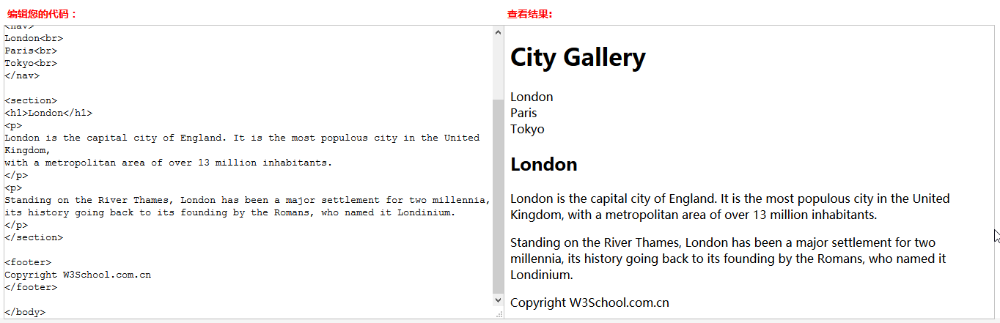 编辑您的代码：
<nav>
London<br>
Paris<br>
Tokyo<br>
</nav>
<section>
<h1>London</h1>
<p>
London is the capital city of England. It is the most populous city in the United
Kingdom,
with a metropolitan area of over 13 million inhabitants.
</p>
<p>
Standing on the River Thames, London has been a major settlement for two millennia,
its history going back to its founding by the Romans, who named it Londinium.
</p>
</section>
<footer>
Copyright W3School.com.cn
</footer>
</body>
查看结果:
City Gallery
London
Paris
Tokyo
London
London is the capital city of England. It is the most populous city in the United
Kingdom, with a metropolitan area of over 13 million inhabitants.
Standing on the River Thames, London has been a major settlement for two
millennia, its history going back to its founding by the Romans, who named it
Londinium.
Copyright W3School.com.cn